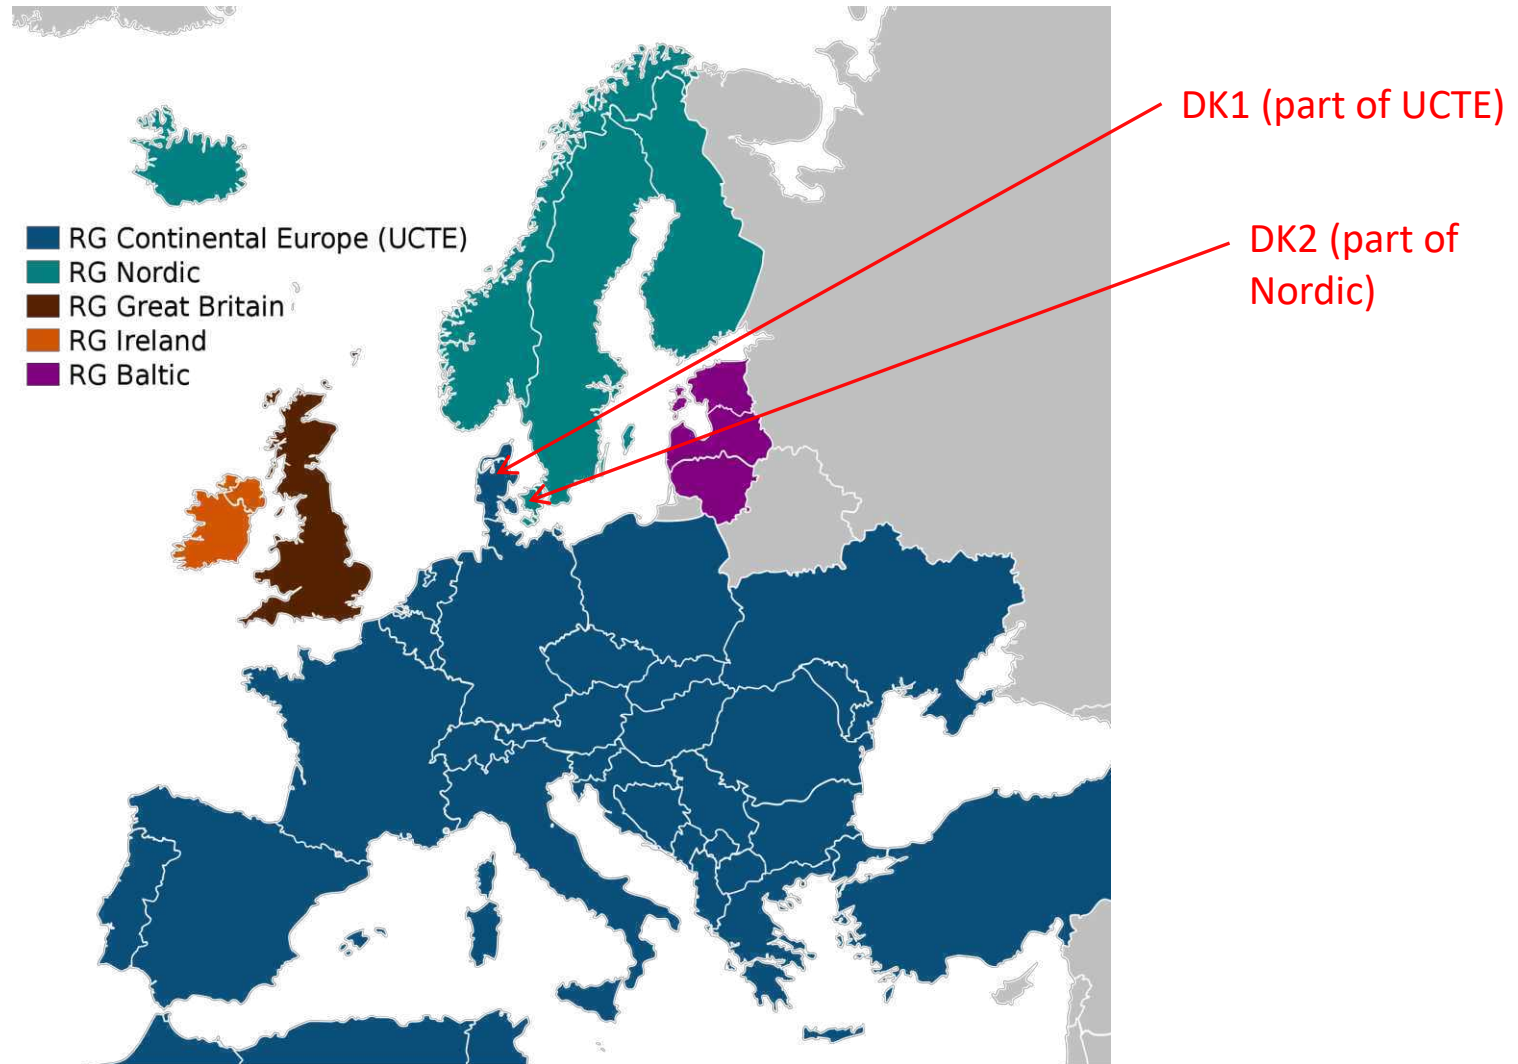 DK1 (part of UCTE)
DK2 (part of
Nordic)
RG Continental Europe (UCTE)
RG Nordic
RG Great Britain
RG Ireland
RG Baltic